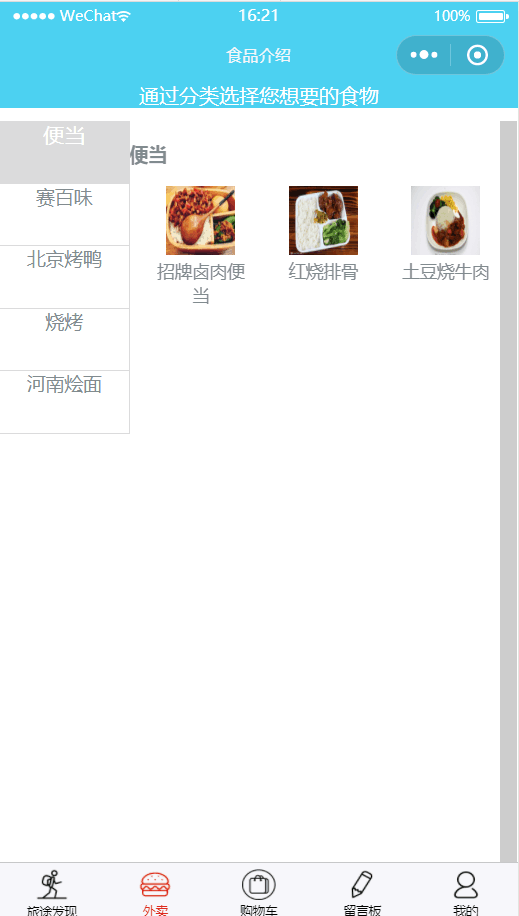 WeChat 16:21 100%
食品介绍
通过分类选择您想要的食物
便当
赛百味
北京烤鸭
烧烤
河南烩面
便当
招牌卤肉便
当
红烧排骨
土豆烧牛肉
旅途发现 外卖 购物车 留言板 我的